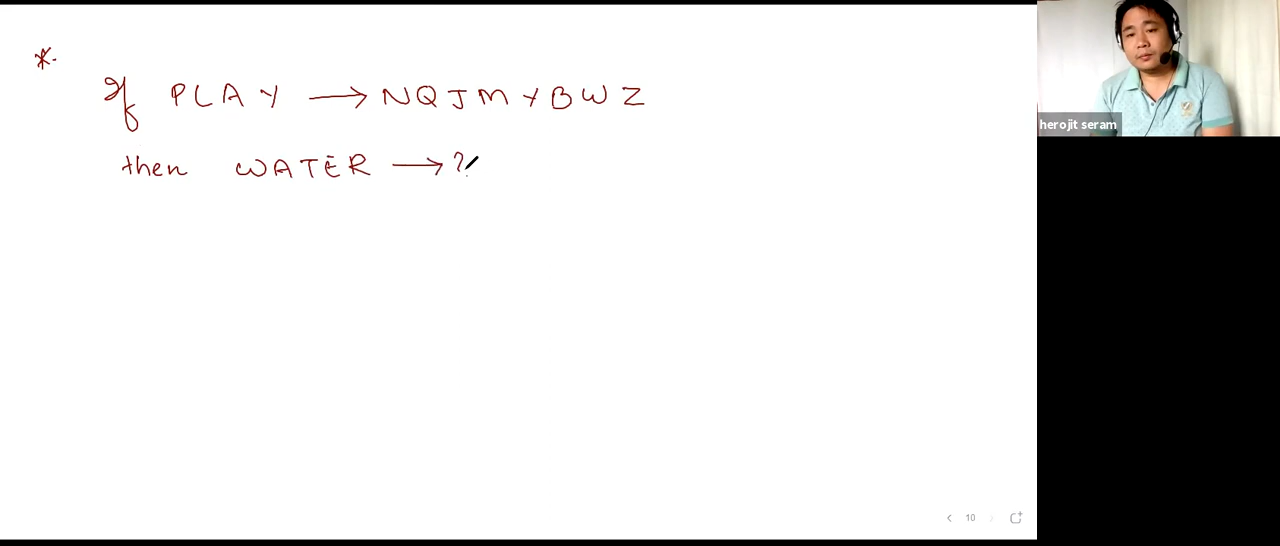 *.
If PLAY → NQJMYBWZ
then WATER → ?
herojit seram
10